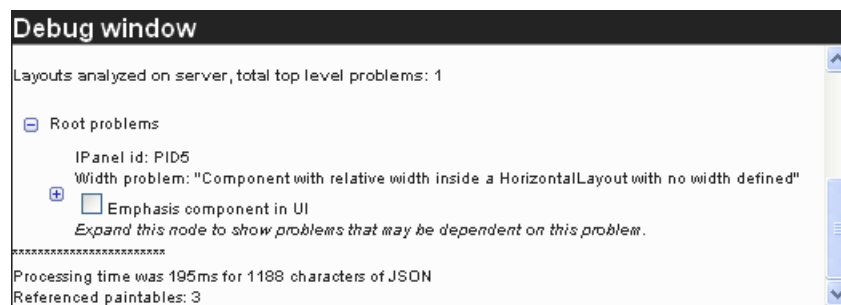 Debug window
Layouts analyzed on server, total top level problems: 1
Root problems
IPanel id: PID5
Width problem: "Component with relative width inside a HorizontalLayout with no width defined"
Emphasis component in UI
Expand this node to show problems that may be dependent on this problem.
*************************
Processing time was 195ms for 1188 characters of JSON
Referenced paintables: 3